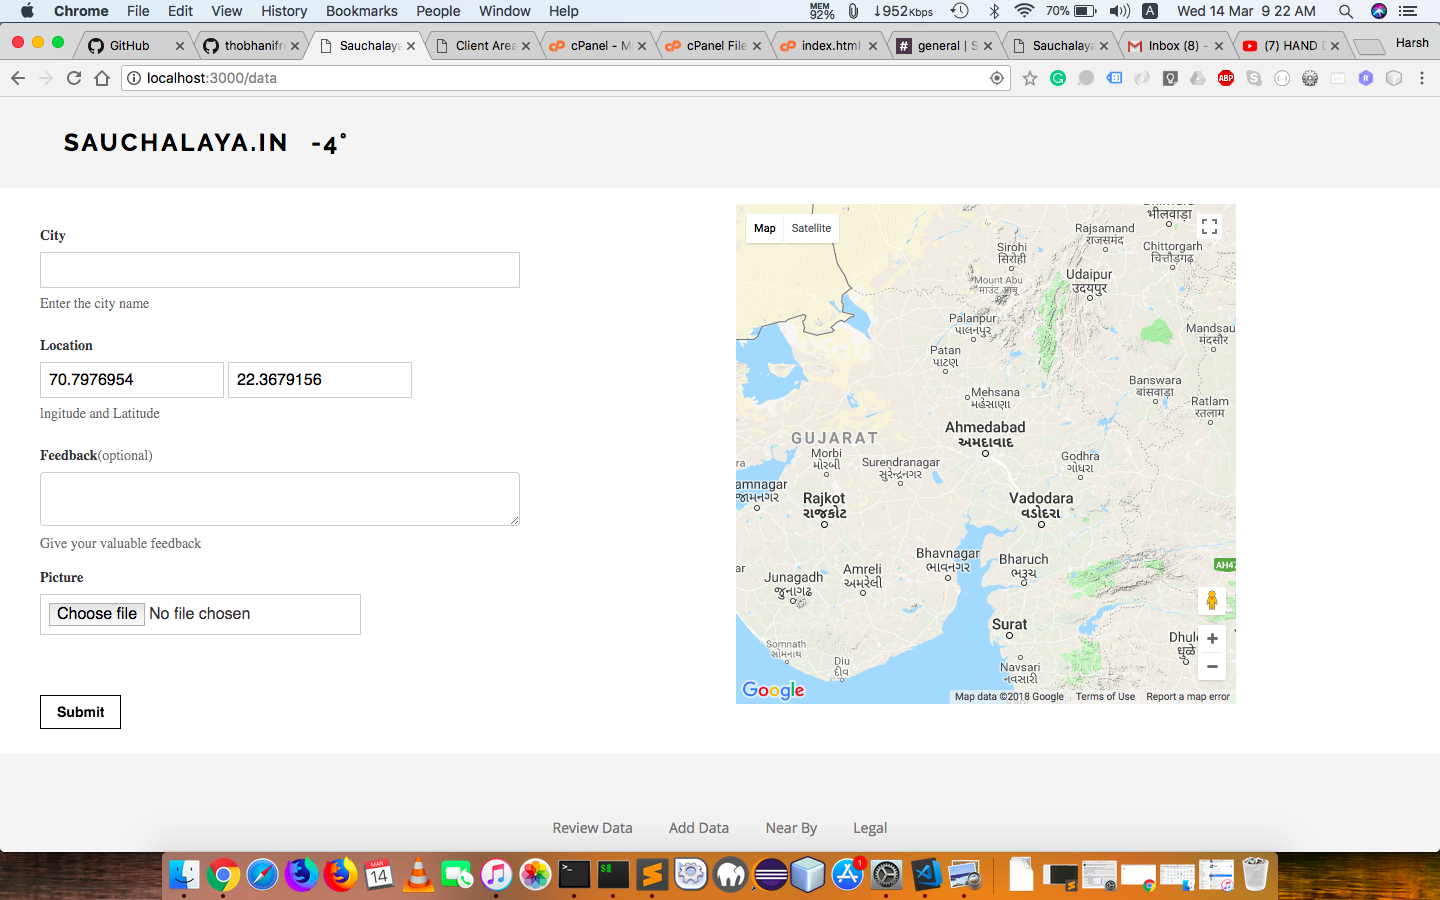 Chrome File Edit View History Bookmarks People Window Help MEM 92% ↓952Kbps 70% A Wed 14 Mar 9 22 AM
GitHub thobhanifr Sauchalaya Client Area cPanel - M cPanel File index.html general | S Sauchalaya Inbox (8) - (7) HAND Harsh
localhost:3000/data
SAUCHALAYA.IN -4°
City
Enter the city name
Location
70.7976954 22.3679156
lngitude and Latitude
Feedback(optional)
Give your valuable feedback
Picture
Choose file No file chosen
Submit
Map Satellite
भीलवाड़ा
Rajsamand
राजसमंद
Sirohi
सिरोही
Chittorgarh
चित्तौड़गढ़
Mount Abu
माउंट आबू
Udaipur
उदयपुर
Palanpur
પાલનપુર
Mandsau
मंदसौर
Patan
પાટણ
Banswara
बांसवाड़ा
Mehsana
મહેસાણા
Ratlam
रतलाम
Ahmedabad
અમદાવાદ
GUJARAT
Morbi
મોરબી
Surendranagar
સુરેન્દ્રનગર
Godhra
ગોધરા
ra
amnagar
જામનગર
Rajkot
રાજકોટ
Vadodara
વડોદરા
Bhavnagar
ભાવનગર
Bharuch
ભરૂચ
AH47
ar
Junagadh
જુનાગઢ
Amreli
અમરેલી
Surat
સુરત
Dhule
धुळे
Somnath
સોમનાથ
Diu
દીવ
Navsari
નવસારી
Google
Map data ©2018 Google Terms of Use Report a map error
Review Data Add Data Near By Legal
MAR
14
1